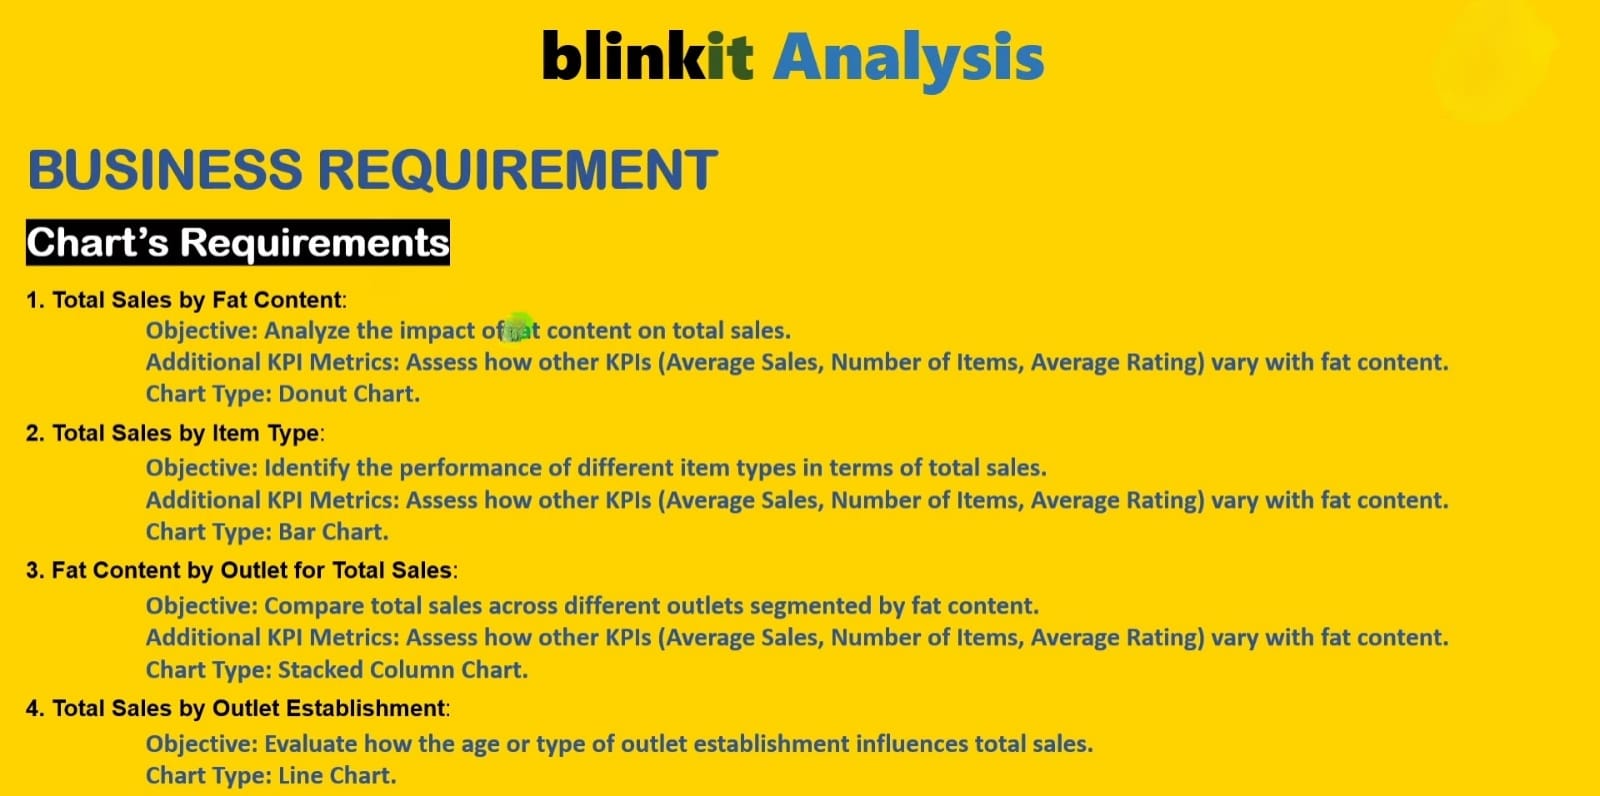 blinkit Analysis
BUSINESS REQUIREMENT
Chart’s Requirements
1. Total Sales by Fat Content:
Objective: Analyze the impact of fat content on total sales.
Additional KPI Metrics: Assess how other KPIs (Average Sales, Number of Items, Average Rating) vary with fat content.
Chart Type: Donut Chart.
2. Total Sales by Item Type:
Objective: Identify the performance of different item types in terms of total sales.
Additional KPI Metrics: Assess how other KPIs (Average Sales, Number of Items, Average Rating) vary with fat content.
Chart Type: Bar Chart.
3. Fat Content by Outlet for Total Sales:
Objective: Compare total sales across different outlets segmented by fat content.
Additional KPI Metrics: Assess how other KPIs (Average Sales, Number of Items, Average Rating) vary with fat content.
Chart Type: Stacked Column Chart.
4. Total Sales by Outlet Establishment:
Objective: Evaluate how the age or type of outlet establishment influences total sales.
Chart Type: Line Chart.